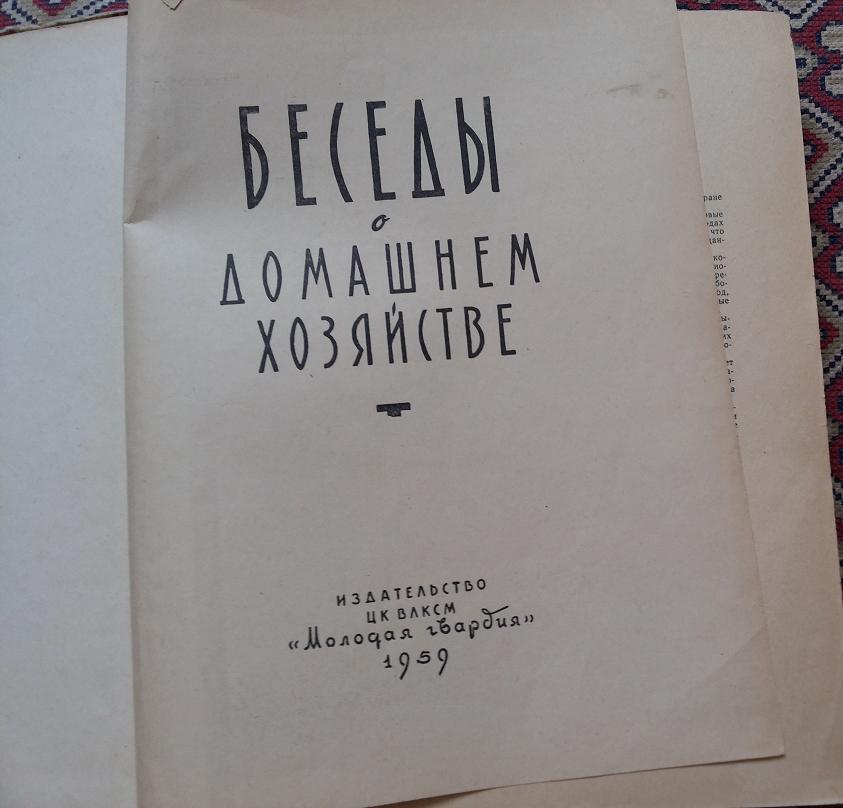 БЕСЕДЫ
о
ДОМАШНЕМ
ХОЗЯЙСТВЕ
ИЗДАТЕЛЬСТВО
ЦК ВЛКСМ
«Молодая гвардия»
1959